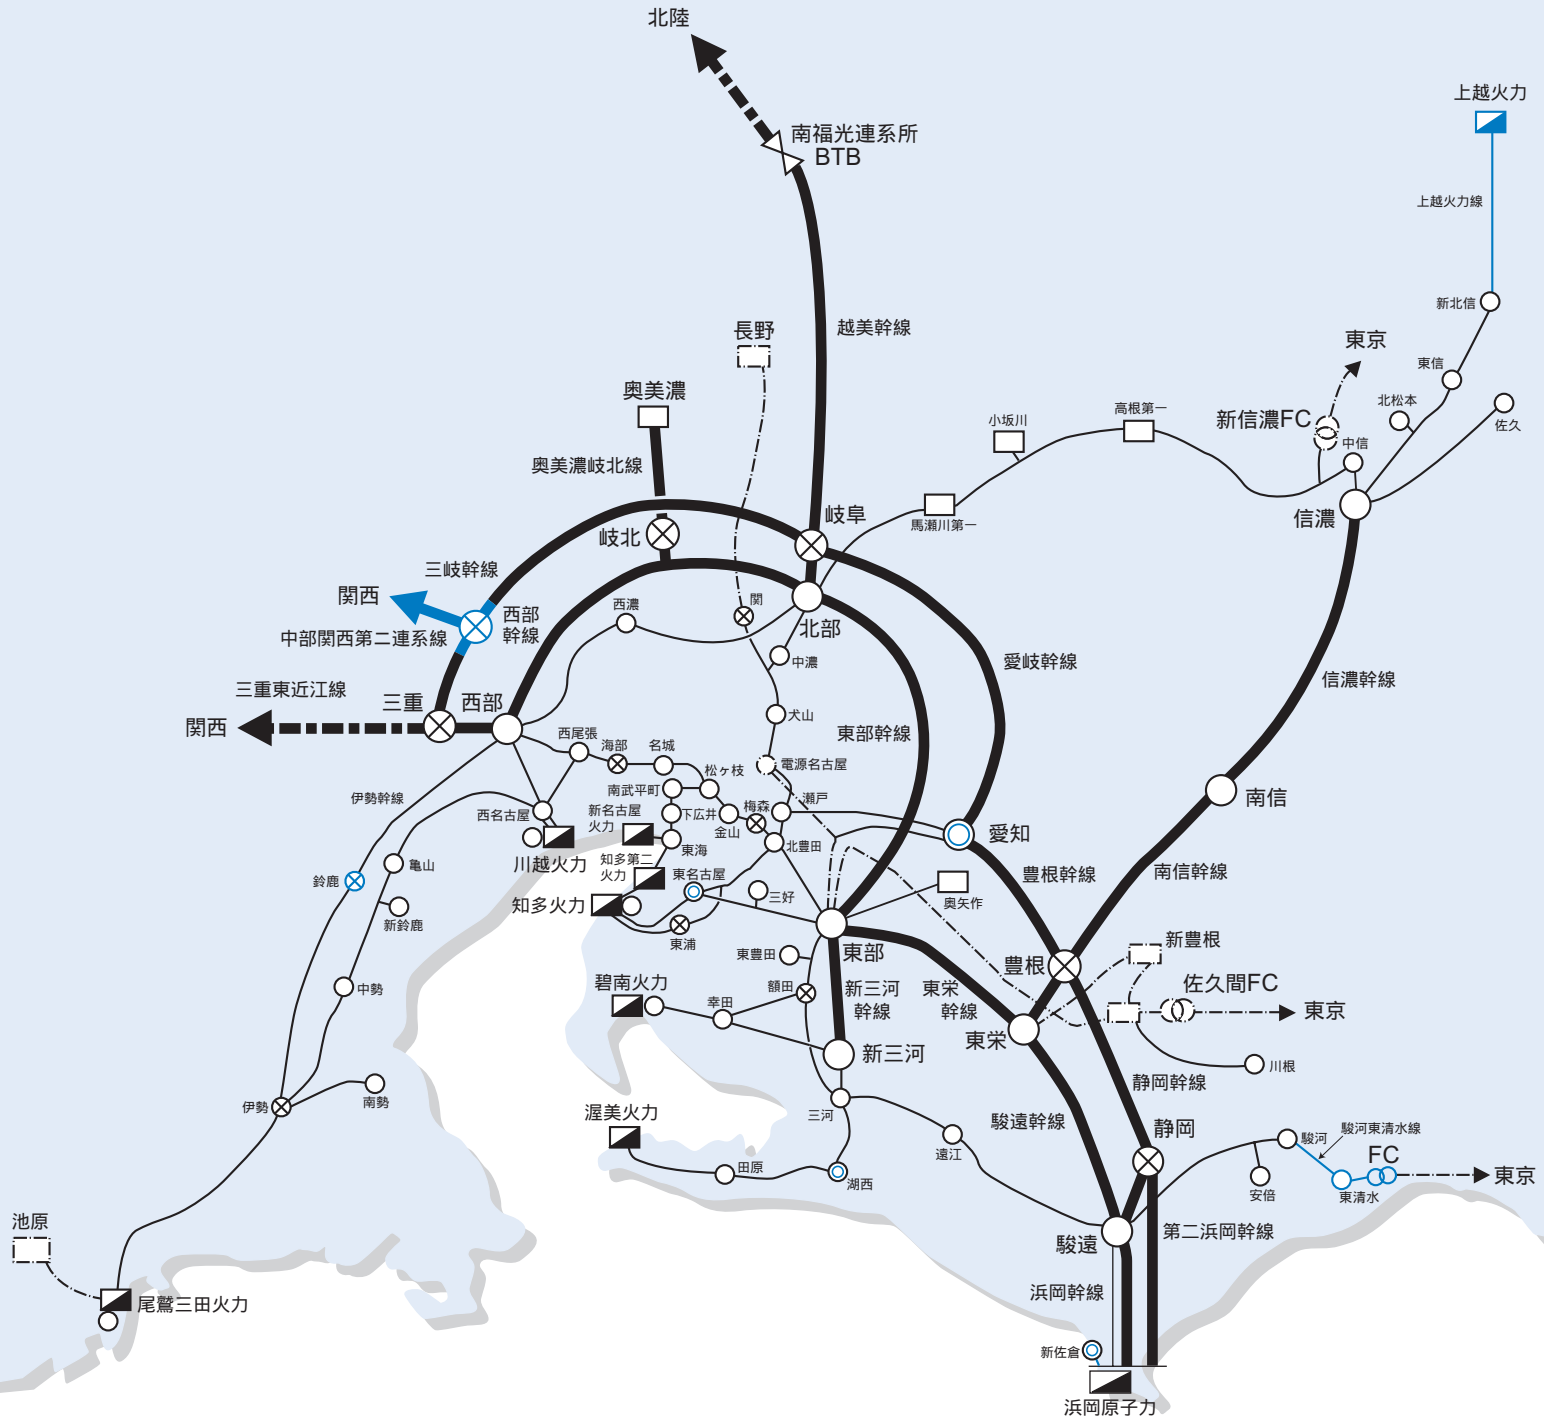 北陸
南福光連系所
BTB
上越火力
上越火力線
新北信
越美幹線
長野
東京
東信
奥美濃
北松本
佐久
高根第一
小坂川
新信濃FC
中信
奥美濃岐北線
岐阜
馬瀬川第一
信濃
岐北
三岐幹線
関西
西部
幹線
中部関西第二連系線
西濃
関
北部
中濃
愛岐幹線
信濃幹線
三重東近江線
三重
西部
関西
犬山
東部幹線
西尾張
海部
名城
電源名古屋
松ヶ枝
南武平町
伊勢幹線
西名古屋
新名古屋
火力
下広井
金山
梅森
瀬戸
南信
愛知
川越火力
東海
北豊田
亀山
知多第二
火力
東名古屋
豊根幹線
南信幹線
鈴鹿
三好
奥矢作
知多火力
新鈴鹿
東浦
東豊田
東部
豊根
新豊根
碧南火力
額田
新三河
幹線
東栄
幹線
佐久間FC
中勢
幸田
東京
東栄
新三河
川根
静岡幹線
伊勢
南勢
渥美火力
三河
駿遠幹線
静岡
駿河
駿河東清水線
FC
遠江
東京
田原
湖西
安倍
東清水
池原
駿遠
第二浜岡幹線
尾鷲三田火力
浜岡幹線
新佐倉
浜岡原子力